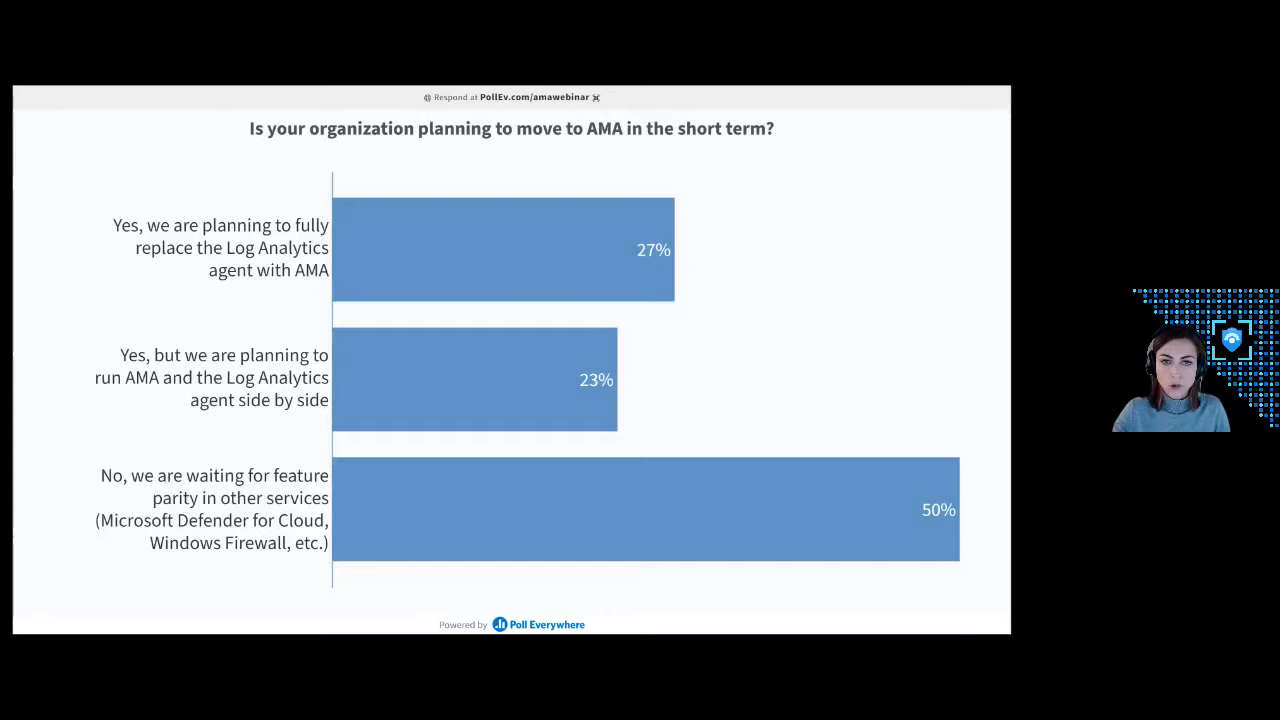 Respond at PollEv.com/amawebinar
Is your organization planning to move to AMA in the short term?
Yes, we are planning to fully
replace the Log Analytics
agent with AMA
27%
Yes, but we are planning to
run AMA and the Log Analytics
agent side by side
23%
No, we are waiting for feature
parity in other services
(Microsoft Defender for Cloud,
Windows Firewall, etc.)
50%
Powered by Poll Everywhere